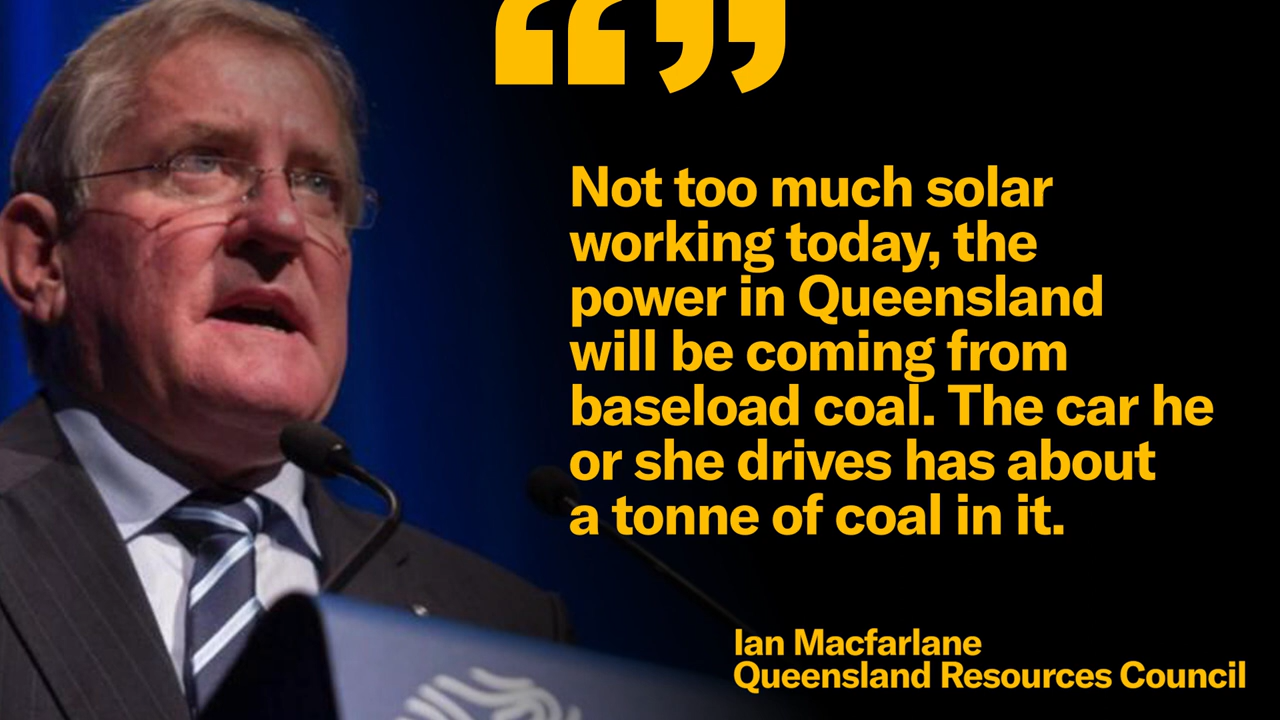 “ ”
Not too much solar
working today, the
power in Queensland
will be coming from
baseload coal. The car he
or she drives has about
a tonne of coal in it.
Ian Macfarlane
Queensland Resources Council